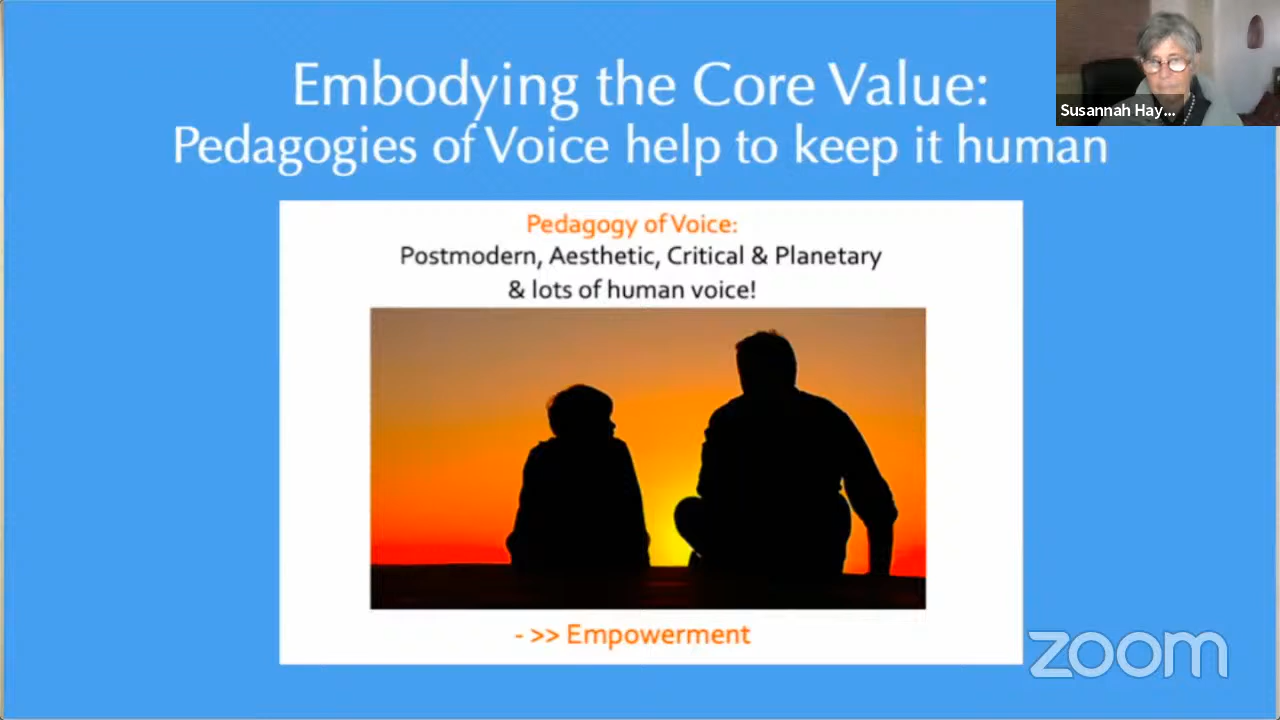 Embodying the Core Value:
Pedagogies of Voice help to keep it human
Susannah Hay...
Pedagogy of Voice:
Postmodern, Aesthetic, Critical & Planetary
& lots of human voice!
- >> Empowerment
zoom